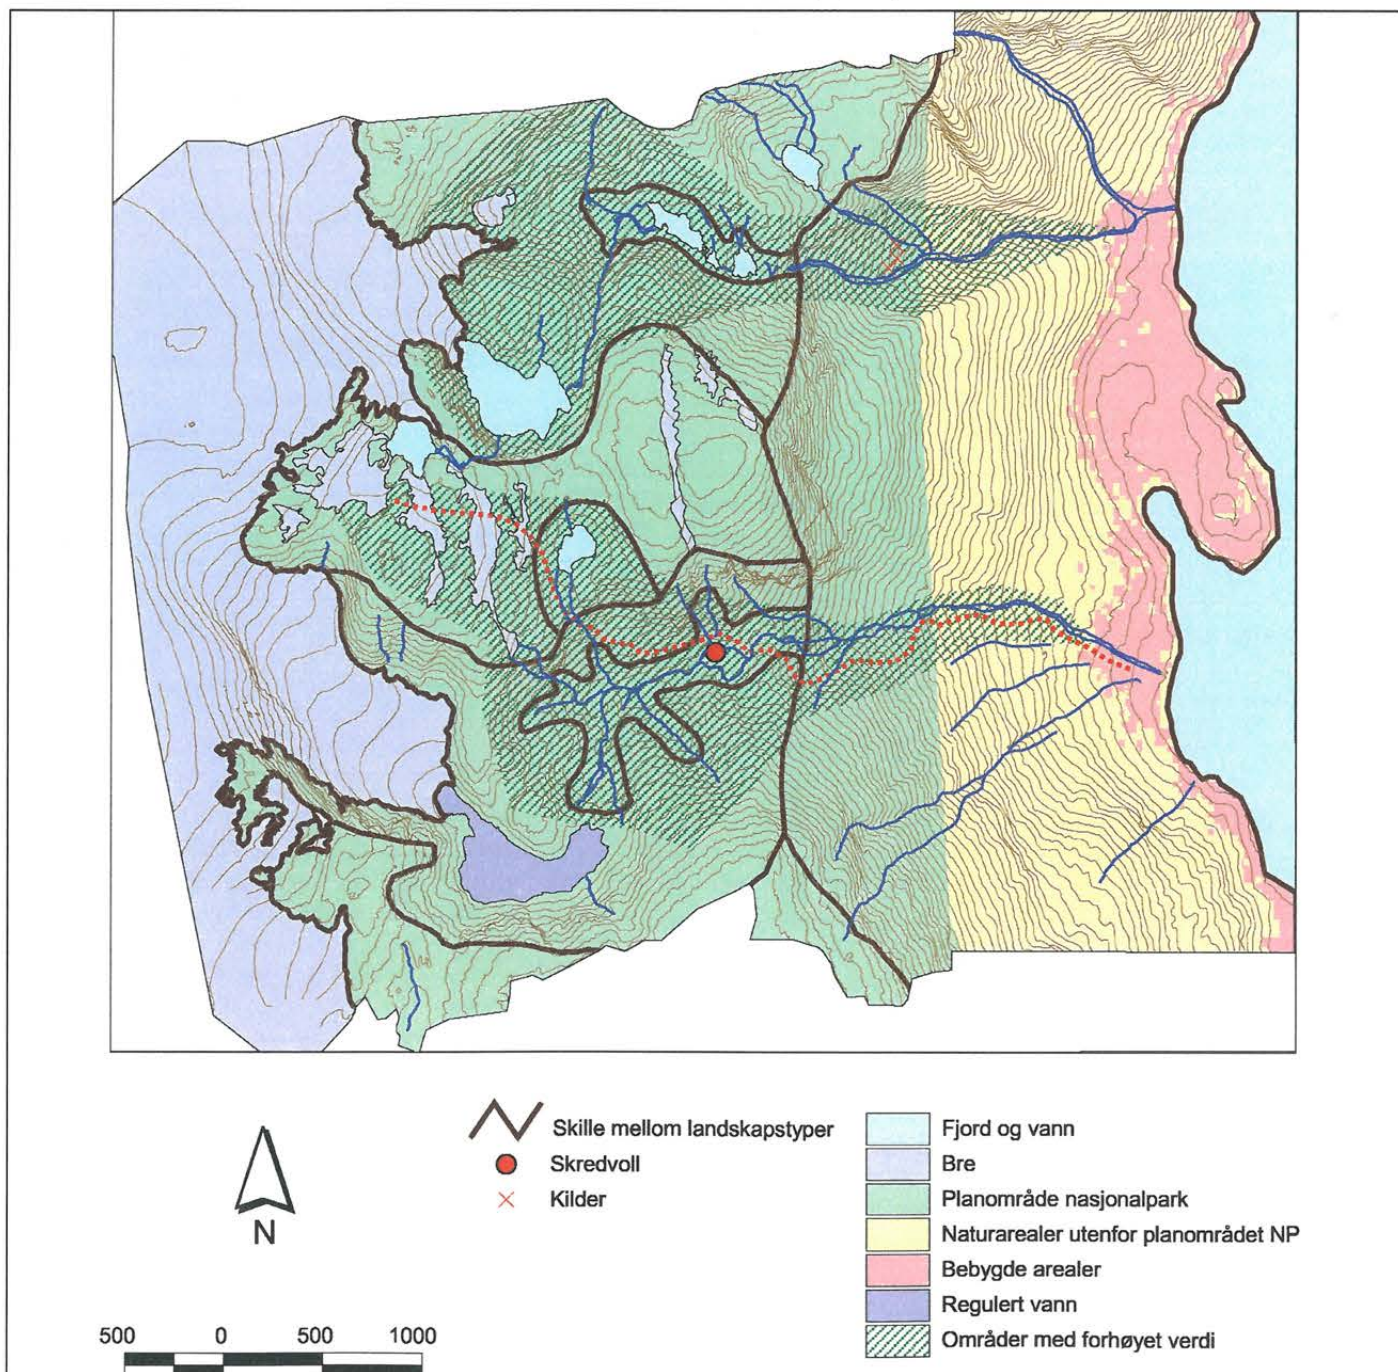 Skille mellom landskapstyper
Skredvoll
Kilder
N
500 0 500 1000
Fjord og vann
Bre
Planområde nasjonalpark
Naturarealer utenfor planområdet NP
Bebygde arealer
Regulert vann
Områder med forhøyet verdi